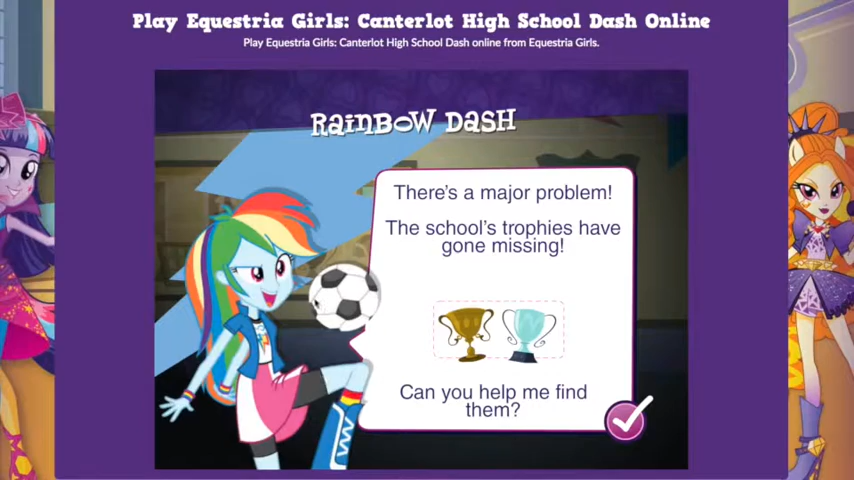 Play Equestria Girls: Canterlot High School Dash Online
Play Equestria Girls: Canterlot High School Dash online from Equestria Girls.
RAINBOW DASH
There's a major problem!
The school's trophies have
gone missing!
Can you help me find
them?